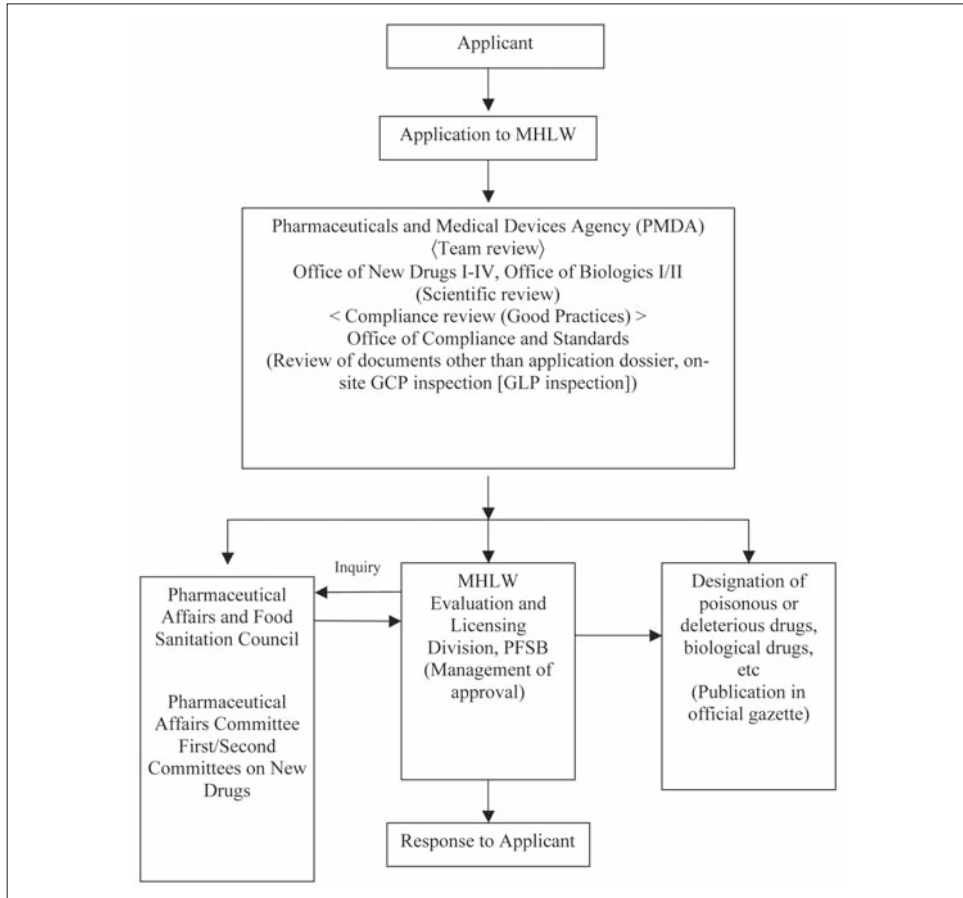 Applicant
Application to MHLW
Pharmaceuticals and Medical Devices Agency (PMDA)
〈Team review〉
Office of New Drugs I-IV, Office of Biologics I/II
(Scientific review)
< Compliance review (Good Practices) >
Office of Compliance and Standards
(Review of documents other than application dossier, on-
site GCP inspection [GLP inspection])
Inquiry
Pharmaceutical
Affairs and Food
Sanitation Council
Pharmaceutical
Affairs Committee
First/Second
Committees on New
Drugs
MHLW
Evaluation and
Licensing
Division, PFSB
(Management of
approval)
Designation of
poisonous or
deleterious drugs,
biological drugs,
etc
(Publication in
official gazette)
Response to Applicant